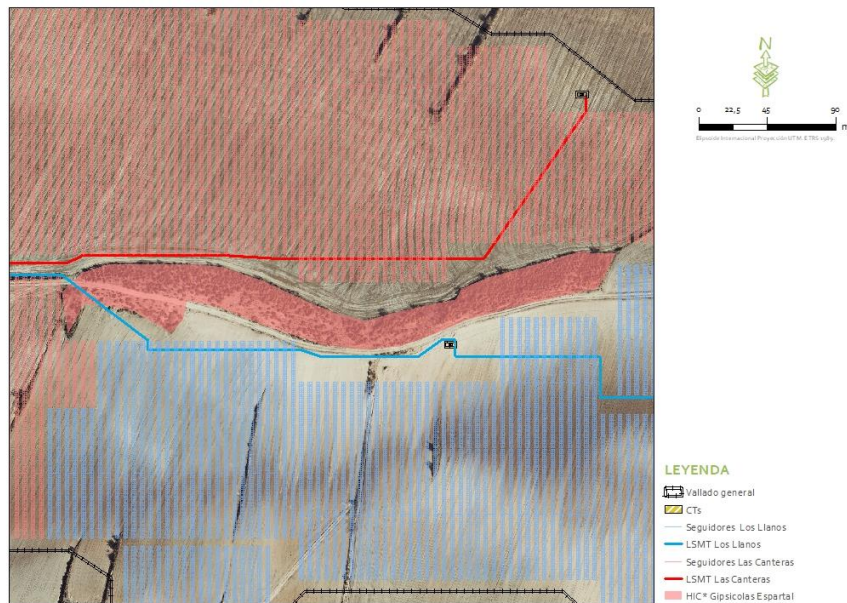 N
0 22,5 45 90
m
LEYENDA
Vallado general
CTs
Seguidores Los Llanos
LSMT Los Llanos
Seguidores Las Canteras
LSMT Las Canteras
HIC* Gipsicolas Espartal